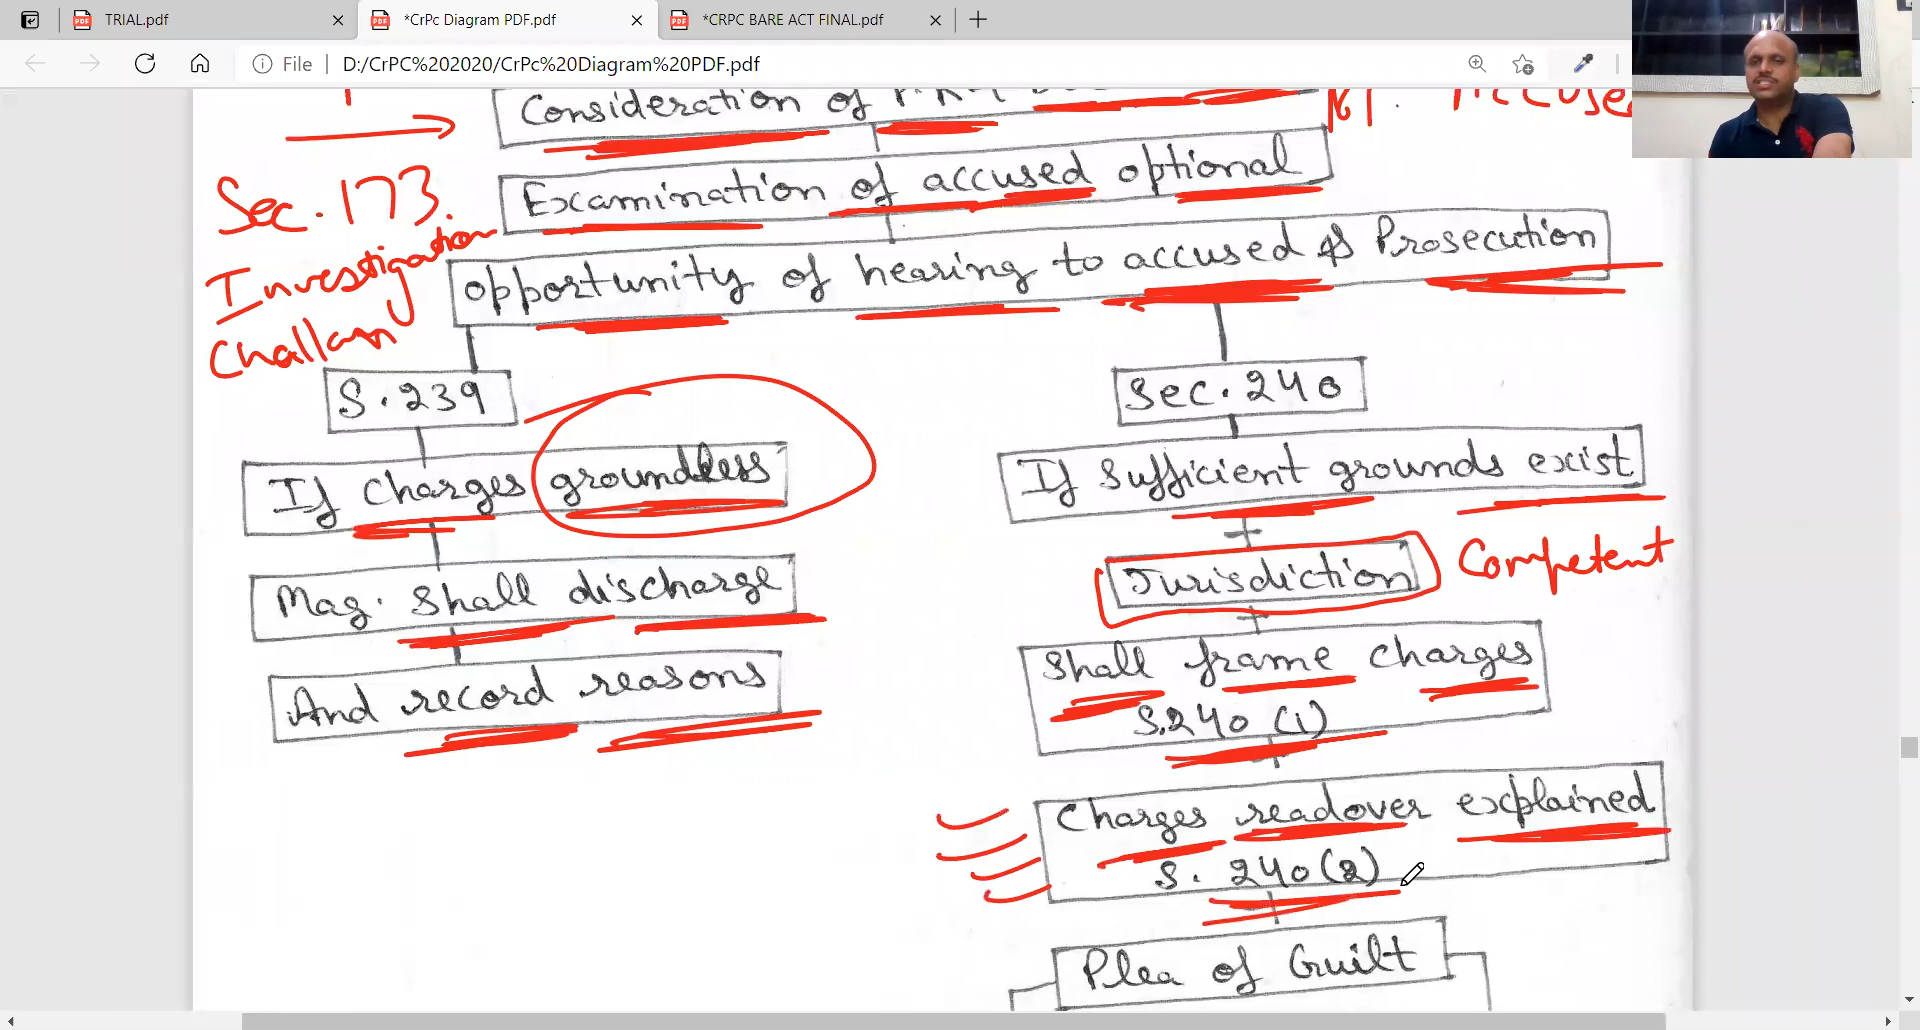 TRIAL.pdf
*CrPc Diagram PDF.pdf
*CRPC BARE ACT FINAL.pdf
File
D:/CrPC%202020/CrPc%20Diagram%20PDF.pdf
Consideration of
Accused
Examination of accused optional
Sec. 173.
Investigation
Challan
opportunity of hearing to accused & Prosecution
S. 239
Sec. 240
If charges groundless
If Sufficient grounds exist
Jurisdiction
Competent
Mag. Shall discharge
And record reasons
Shall frame Charges
S.240 (1)
Charges readover explained
S. 240(2)
Plea of Guilt